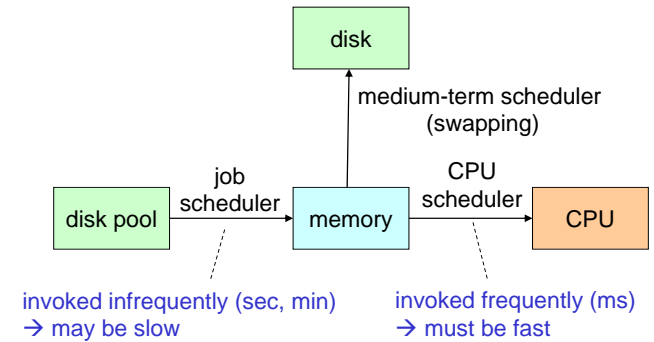 disk
medium-term scheduler
(swapping)
job
scheduler
CPU
scheduler
disk pool
memory
CPU
invoked infrequently (sec, min)
→ may be slow
invoked frequently (ms)
→ must be fast